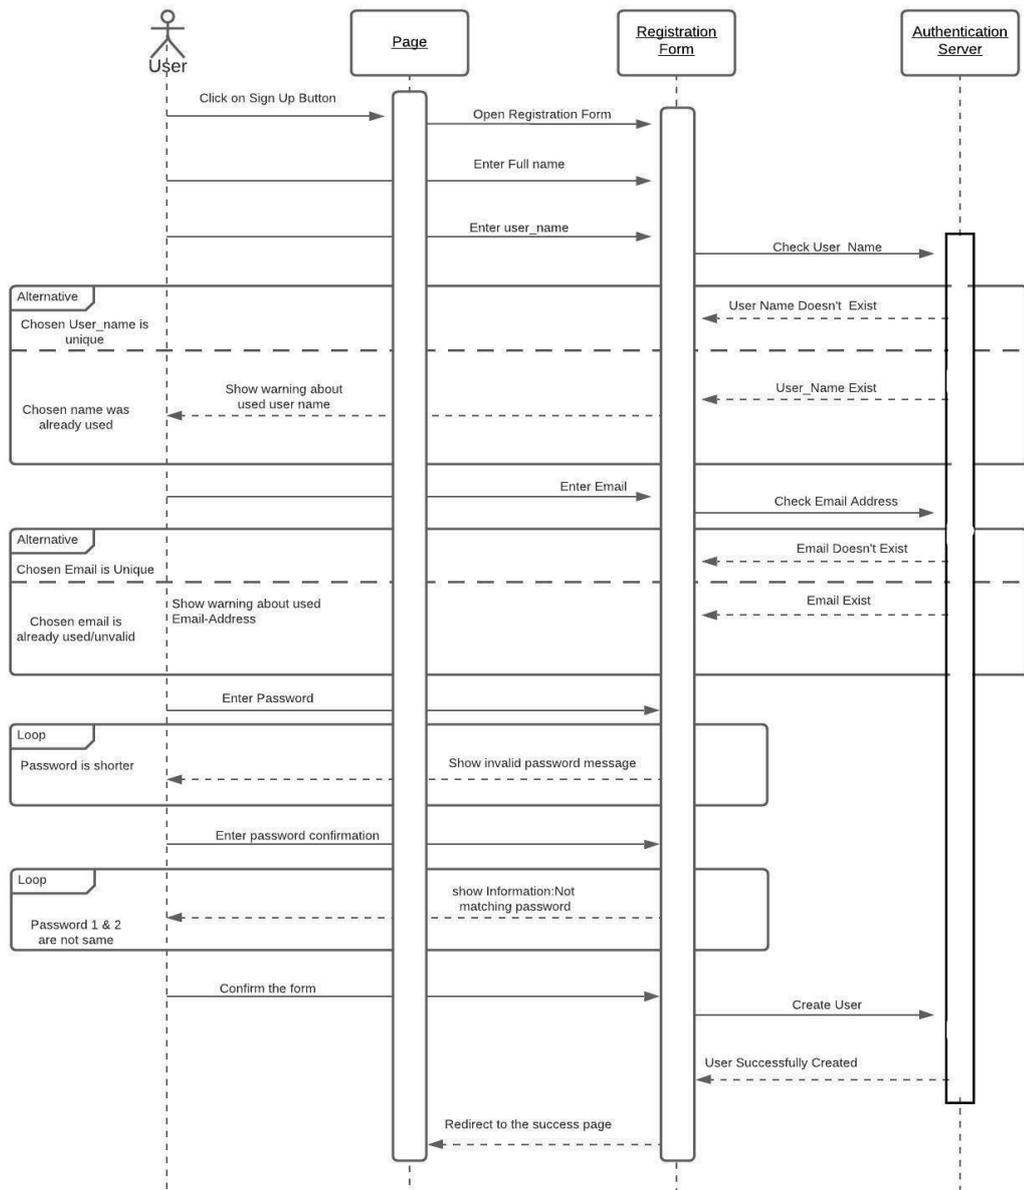 User
Page
Registration
Form
Authentication
Server
Click on Sign Up Button
Open Registration Form
Enter Full name
Enter user_name
Check User_Name
Alternative
Chosen User_name is
unique
User Name Doesn't Exist
Show warning about
used user name
User_Name Exist
Chosen name was
already used
Enter Email
Check Email Address
Alternative
Email Doesn't Exist
Chosen Email is Unique
Show warning about used
Email-Address
Email Exist
Chosen email is
already used/unvalid
Enter Password
Loop
Password is shorter
Show invalid password message
Enter password confirmation
Loop
show Information:Not
matching password
Password 1 & 2
are not same
Confirm the form
Create User
User Successfully Created
Redirect to the success page